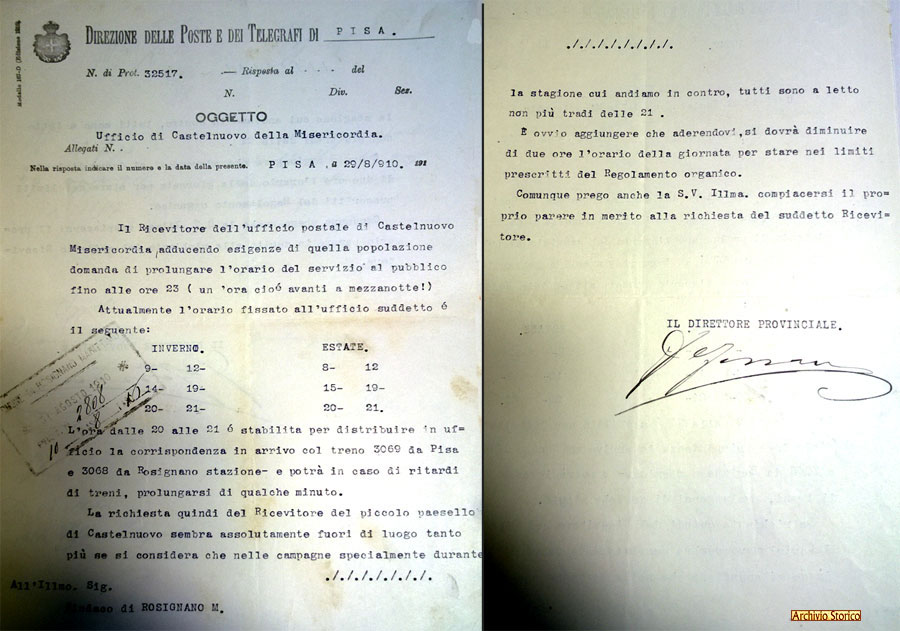 DIREZIONE DELLE POSTE E DEI TELEGRAFI DI PISA.
N. di Prot. 32517. — Risposta al - - - del
N. Div. Sez.
OGGETTO
Ufficio di Castelnuovo della Misericordia.
Allegati N. .
Nella risposta indicare il numero e la data della presente. PISA , a 29/8/910. 191
Il Ricevitore dell'ufficio postale di Castelnuovo
Misericordia,adducendo esigenze di quella popolazione
domanda di prolungare l'orario del servizio al pubblico
fino alle ore 23 ( un 'ora cioó avanti a mezzanotte!)
Attualmente l'orario fissato all'ufficio suddetto é
il seguente:
INVERNO. ESTATE.
9- 12- 8- 12
14- 19- 15- 19-
20- 21- 20- 21.
AGOSTO 1910
2808
10 8
L'ora dalle 20 alle 21 é stabilita per distribuire in uf=
ficio la corrispondenza in arrivo col treno 3069 da Pisa
e 3068 da Rosignano stazione- e potrà in caso di ritardi
di treni, prolungarsi di qualche minuto.
La richiesta quindi del Ricevitore del piccolo paesello
di Castelnuovo sembra assolutamente fuori di luogo tanto
più se si considera che nelle campagne specialmente durante
./././././././.
All'Illmo. Sig.
Sindaco di ROSIGNANO M.
./././././././.
la stagione cui andiamo in contro, tutti sono a letto
non più tradi delle 21 .
E ovvio aggiungere che aderendovi,si dovrà diminuire
di due ore l'orario della giornata per stare nei limiti
prescritti del Regolamento organico.
Comunque prego anche la S.V. Illma. compiacersi il pro=
prio parere in merito alla richiesta del suddetto Ricevi=
tore.
IL DIRETTORE PROVINCIALE.
Archivio Storico